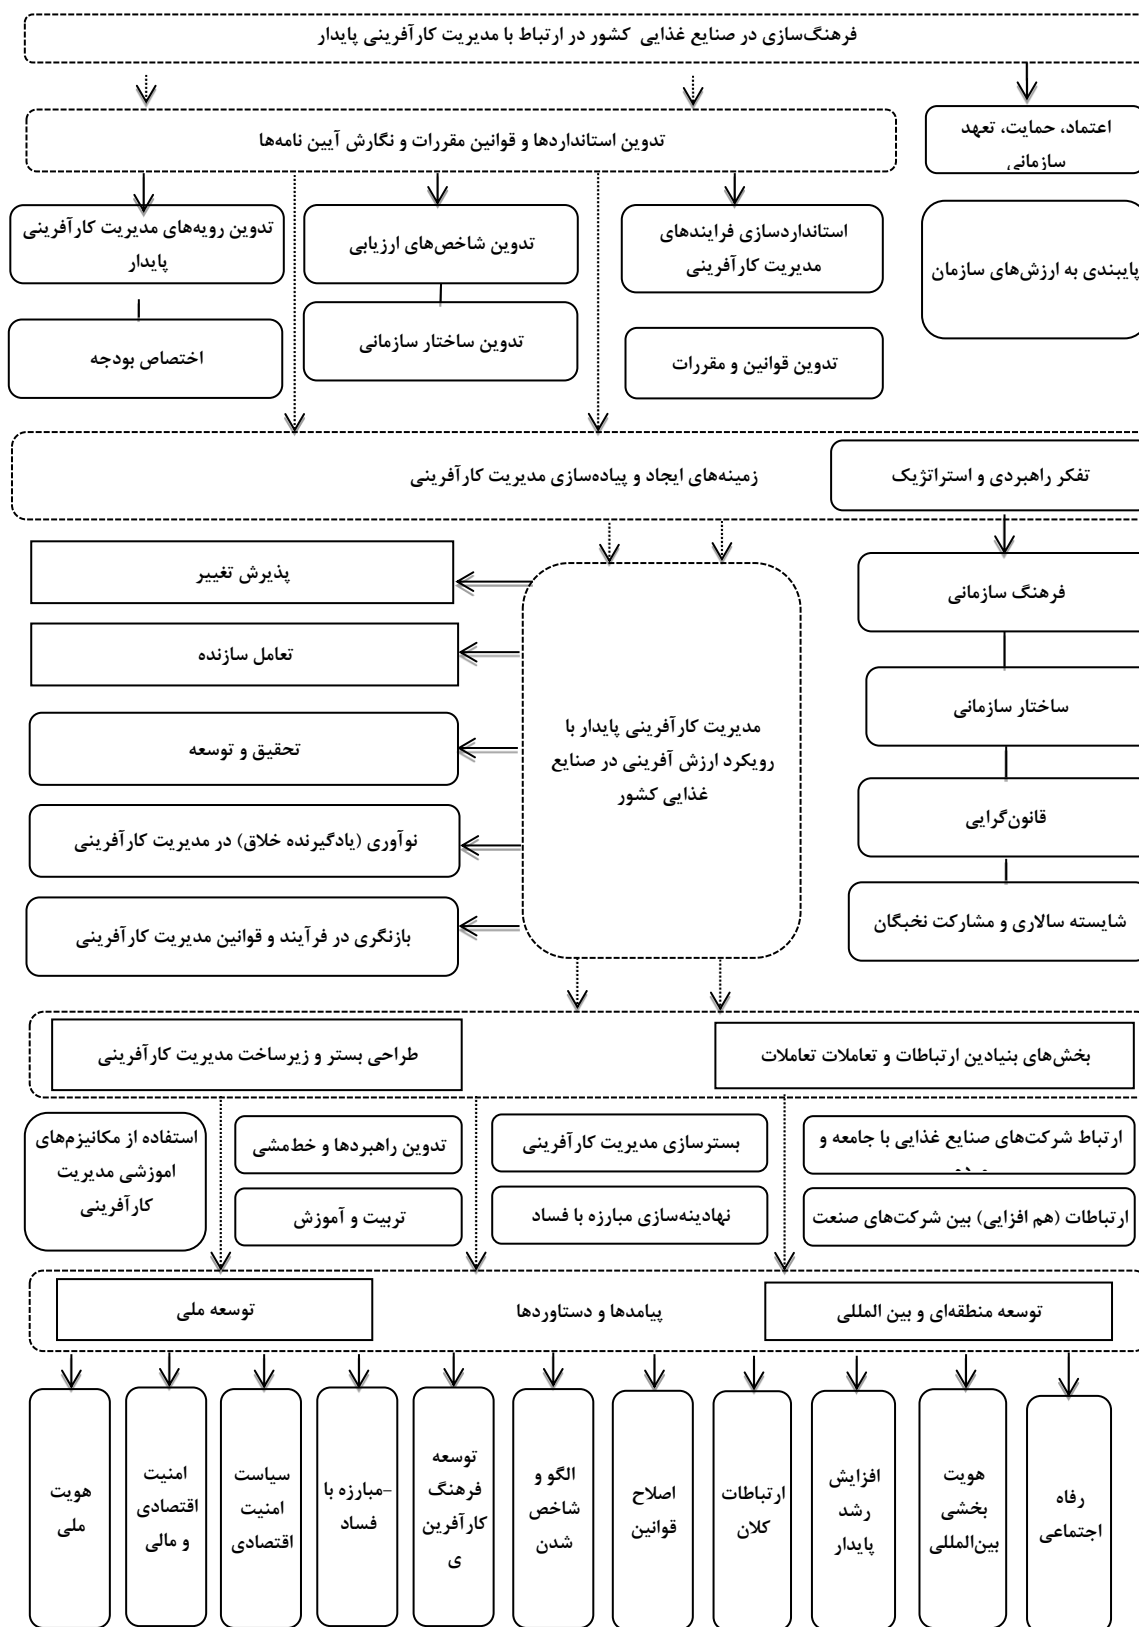 فرهنگ‌سازی در صنایع غذایی کشور در ارتباط با مدیریت کارآفرینی پایدار
اعتماد، حمایت، تعهد
سازمانی
تدوین استانداردها و قوانین مقررات و نگارش آیین نامه‌ها
پایبندی به ارزش‌های سازمان
استانداردسازی فرایندهای
مدیریت کارآفرینی
تدوین شاخص‌های ارزیابی
تدوین رویه‌های مدیریت کارآفرینی
پایدار
تدوین قوانین و مقررات
تدوین ساختار سازمانی
اختصاص بودجه
تفکر راهبردی و استراتژیک
زمینه‌های ایجاد و پیاده‌سازی مدیریت کارآفرینی
فرهنگ سازمانی
ساختار سازمانی
قانون‌گرایی
شایسته سالاری و مشارکت نخبگان
مدیریت کارآفرینی پایدار با
رویکرد ارزش آفرینی در صنایع
غذایی کشور
پذیرش تغییر
تعامل سازنده
تحقیق و توسعه
نوآوری (یادگیرنده خلاق) در مدیریت کارآفرینی
بازنگری در فرآیند و قوانین مدیریت کارآفرینی
بخش‌های بنیادین ارتباطات و تعاملات تعاملات
طراحی بستر و زیرساخت مدیریت کارآفرینی
ارتباط شرکت‌های صنایع غذایی با جامعه و
بسترسازی مدیریت کارآفرینی
تدوین راهبردها و خط‌مشی
استفاده از مکانیزم‌های
اموزشی مدیریت
کارآفرینی
ارتباطات (هم افزایی) بین شرکت‌های صنعت
نهادینه‌سازی مبارزه با فساد
تربیت و آموزش
توسعه منطقه‌ای و بین المللی
پیامدها و دستاوردها
توسعه ملی
رفاه
اجتماعی
هویت
بخشی
بین‌المللی
افزایش
رشد
پایدار
ارتباطات
کلان
اصلاح
قوانین
الگو و
شاخص
شدن
توسعه
فرهنگ
کارآفرین
ی
مبارزه با-
فساد
سیاست
امنیت
اقتصادی
امنیت
اقتصادی
و مالی
هویت
ملی